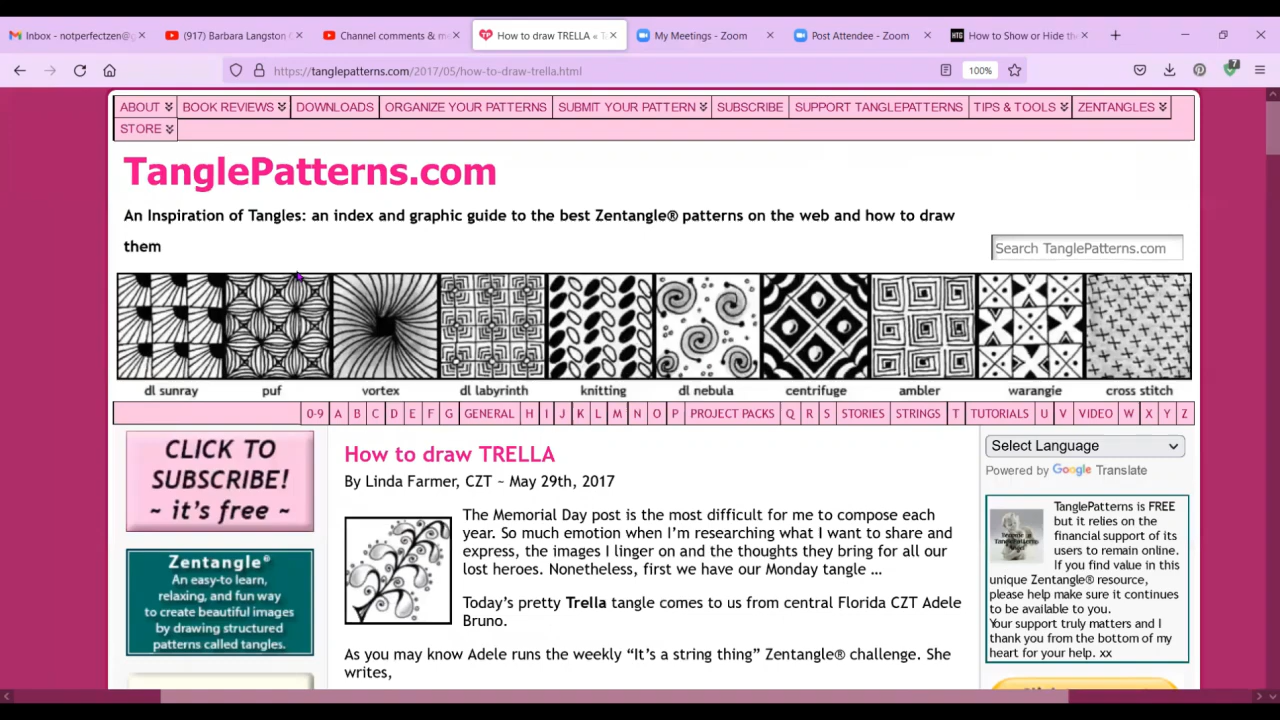 Inbox - notperfectzen@
(917) Barbara Langston
Channel comments & m
How to draw TRELLA « T
My Meetings - Zoom
Post Attendee - Zoom
HTG
How to Show or Hide the
https://tanglepatterns.com/2017/05/how-to-draw-trella.html
100%
7
ABOUT BOOK REVIEWS DOWNLOADS ORGANIZE YOUR PATTERNS SUBMIT YOUR PATTERN SUBSCRIBE SUPPORT TANGLEPATTERNS TIPS & TOOLS ZENTANGLES
STORE
TanglePatterns.com
An Inspiration of Tangles: an index and graphic guide to the best Zentangle® patterns on the web and how to draw
them
Search TanglePatterns.com
dl sunray puf vortex dl labyrinth knitting dl nebula centrifuge ambler warangie cross stitch
0-9 A B C D E F G GENERAL H I J K L M N O P PROJECT PACKS Q R S STORIES STRINGS T TUTORIALS U V VIDEO W X Y Z
CLICK TO
SUBSCRIBE!
~ it's free ~
Zentangle®
An easy-to learn,
relaxing, and fun way
to create beautiful images
by drawing structured
patterns called tangles.
How to draw TRELLA
By Linda Farmer, CZT ~ May 29th, 2017
The Memorial Day post is the most difficult for me to compose each
year. So much emotion when I'm researching what I want to share and
express, the images I linger on and the thoughts they bring for all our
lost heroes. Nonetheless, first we have our Monday tangle ...
Today's pretty Trella tangle comes to us from central Florida CZT Adele
Bruno.
As you may know Adele runs the weekly "It's a string thing" Zentangle® challenge. She
writes,
Select Language
Powered by Google Translate
TanglePatterns is FREE
but it relies on the
financial support of its
users to remain online.
If you find value in this
unique Zentangle® resource,
please help make sure it continues
to be available to you.
Your support truly matters and I
thank you from the bottom of my
heart for your help. xx